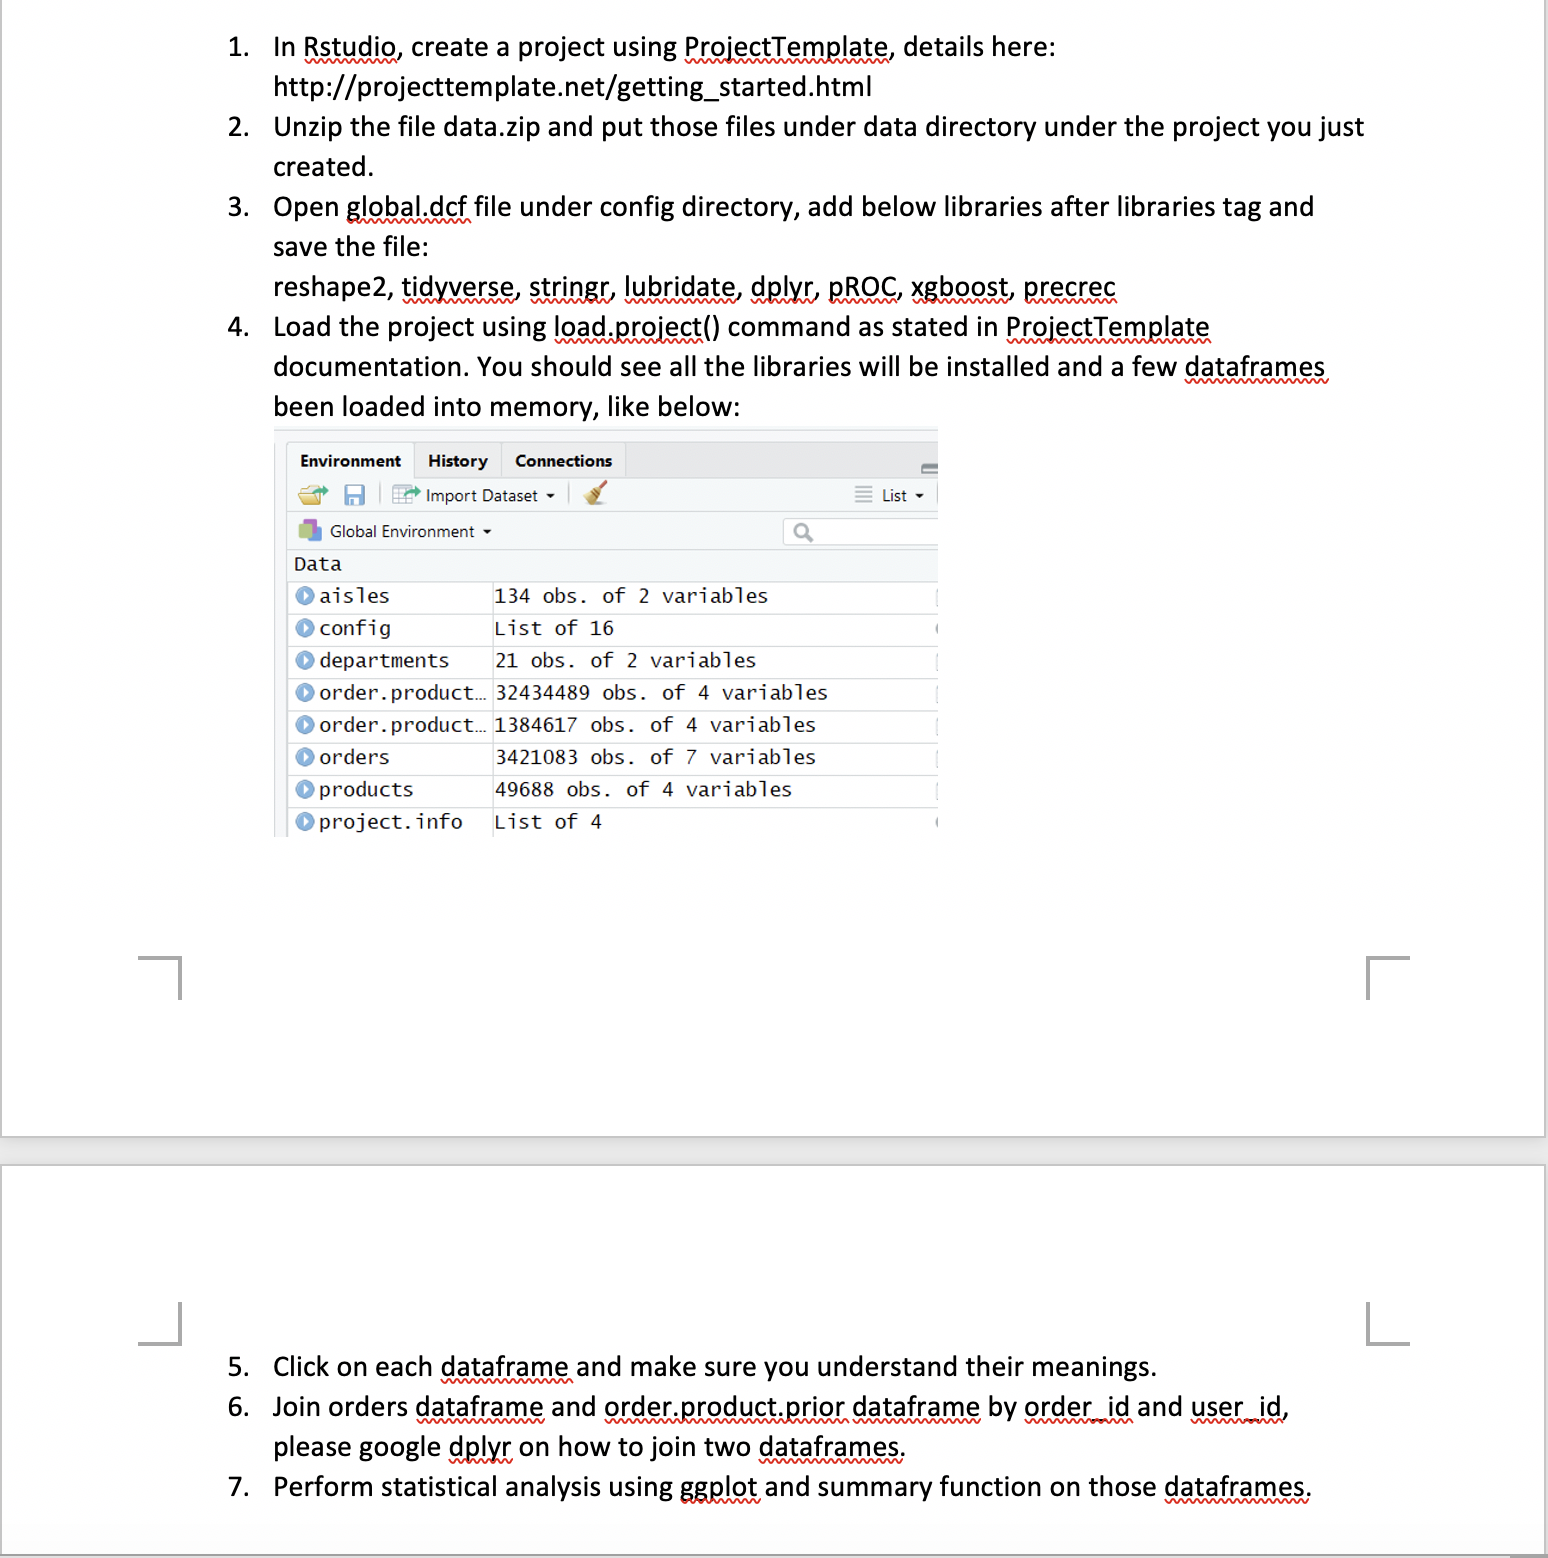 1. In Rstudio, create a project using ProjectTemplate, details here:
http://projecttemplate.net/getting_started.html
2. Unzip the file data.zip and put those files under data directory under the project you just
created.
3. Open global.dcf file under config directory, add below libraries after libraries tag and
save the file:
reshape2, tidyverse, stringr, lubridate, dplyr, pROC, xgboost, precrec
4. Load the project using load.project() command as stated in ProjectTemplate
documentation. You should see all the libraries will be installed and a few dataframes
been loaded into memory, like below:
Environment History Connections
Import Dataset List
Global Environment
Data
aisles 134 obs. of 2 variables
config List of 16
departments 21 obs. of 2 variables
order.product… 32434489 obs. of 4 variables
order.product… 1384617 obs. of 4 variables
orders 3421083 obs. of 7 variables
products 49688 obs. of 4 variables
project.info List of 4
5. Click on each dataframe and make sure you understand their meanings.
6. Join orders dataframe and order.product.prior dataframe by order_id and user_id,
please google dplyr on how to join two dataframes.
7. Perform statistical analysis using ggplot and summary function on those dataframes.